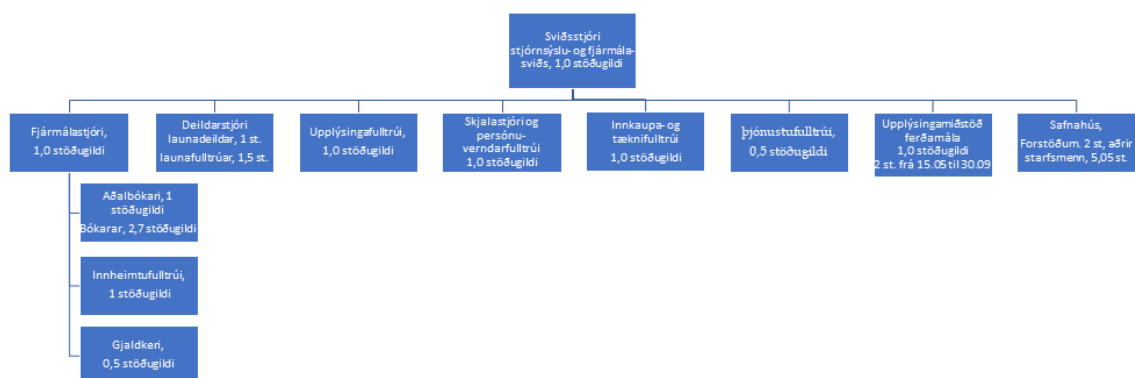 Sviðsstjóri
stjórnsýslu- og fjármála-
sviðs, 1,0 stöðugildi
Fjármálastjóri,
1,0 stöðugildi
Deildarstjóri
launadeildar, 1 st.
launafulltrúar, 1,5 st.
Upplýsingafulltrúi,
1,0 stöðugildi
Skjalastjóri og
persónu-
verndarfulltrúi
1,0 stöðugildi
Innkaupa- og
tæknifulltrúi
1,0 stöðugildi
þjónustufulltrúi,
0,5 stöðugildi
Upplýsingamiðstöð
ferðamála
1,0 stöðugildi
2 st. frá 15.05 til 30.09
Safnahús,
Forstöðum. 2 st, aðrir
starfsmenn, 5,05 st.
Aðalbókari, 1
stöðugildi
Bókarar, 2,7 stöðugildi
Innheimtufulltrúi,
1 stöðugildi
Gjaldkeri,
0,5 stöðugildi